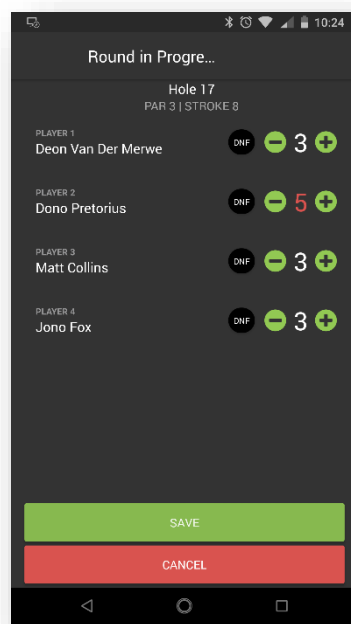 10:24
Round in Progre...
Hole 17
PAR 3 | STROKE 8
PLAYER 1
Deon Van Der Merwe
DNF 3
PLAYER 2
Dono Pretorius
DNF 5
PLAYER 3
Matt Collins
DNF 3
PLAYER 4
Jono Fox
DNF 3
SAVE
CANCEL